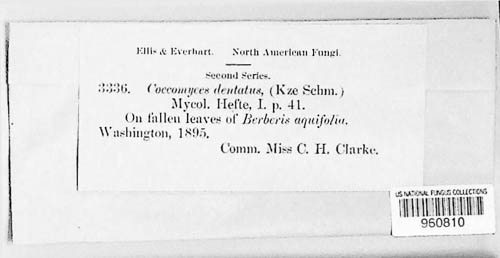 Ellis & Everhart. North American Fungi.
Second Series.
3336. Coccomyces dentatus, (Kze Schm.)
Mycol. Hefte, I. p. 41.
On fallen leaves of Berberis aquifolia.
Washington, 1895.
Comm. Miss C. H. Clarke.
US NATIONAL FUNGUS COLLECTIONS
960810